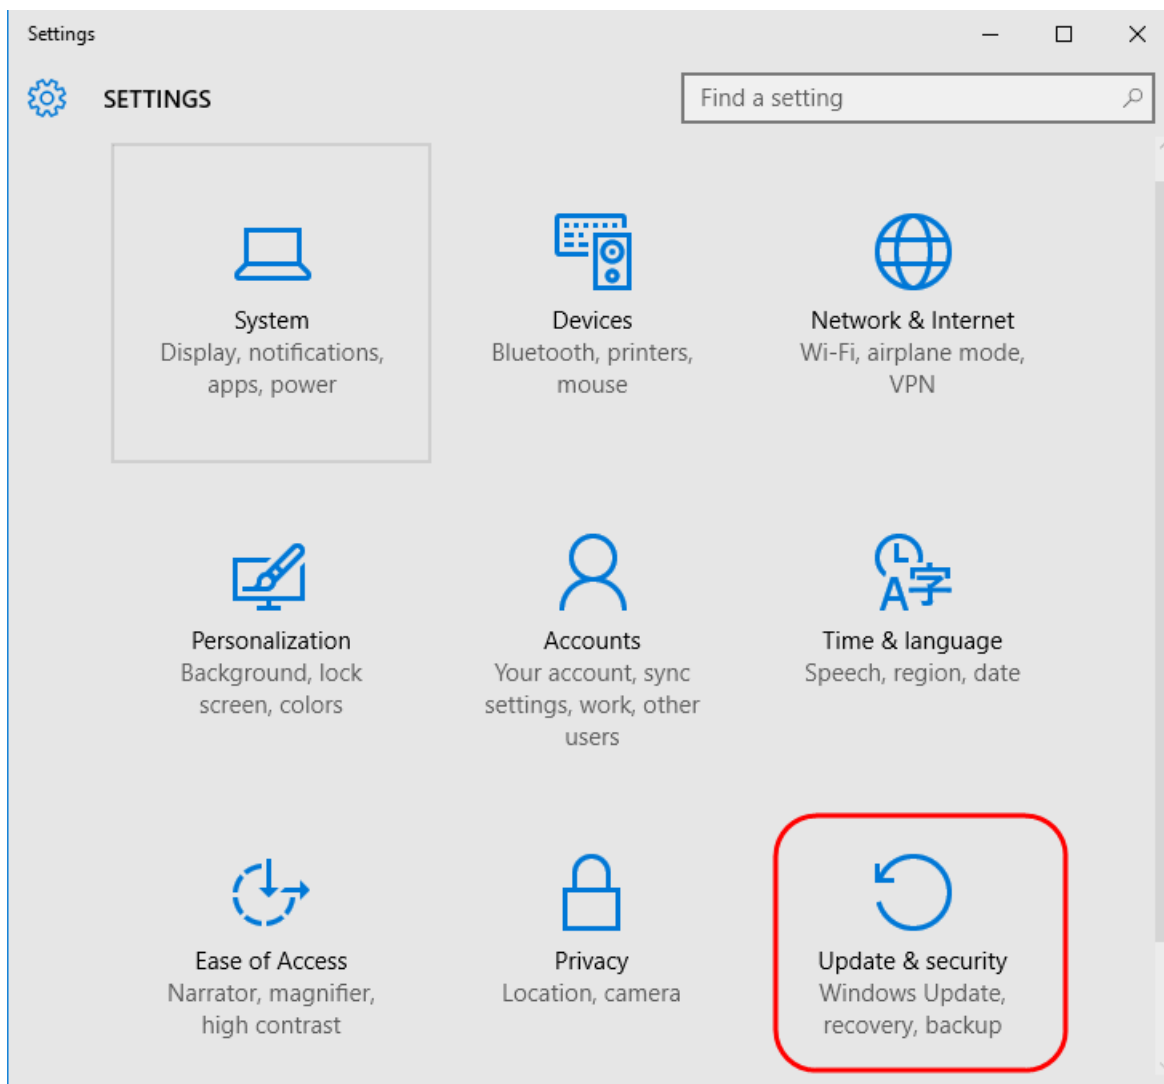 Settings
SETTINGS
Find a setting
System
Display, notifications,
apps, power
Devices
Bluetooth, printers,
mouse
Network & Internet
Wi-Fi, airplane mode,
VPN
Personalization
Background, lock
screen, colors
Accounts
Your account, sync
settings, work, other
users
A字
Time & language
Speech, region, date
Ease of Access
Narrator, magnifier,
high contrast
Privacy
Location, camera
Update & security
Windows Update,
recovery, backup